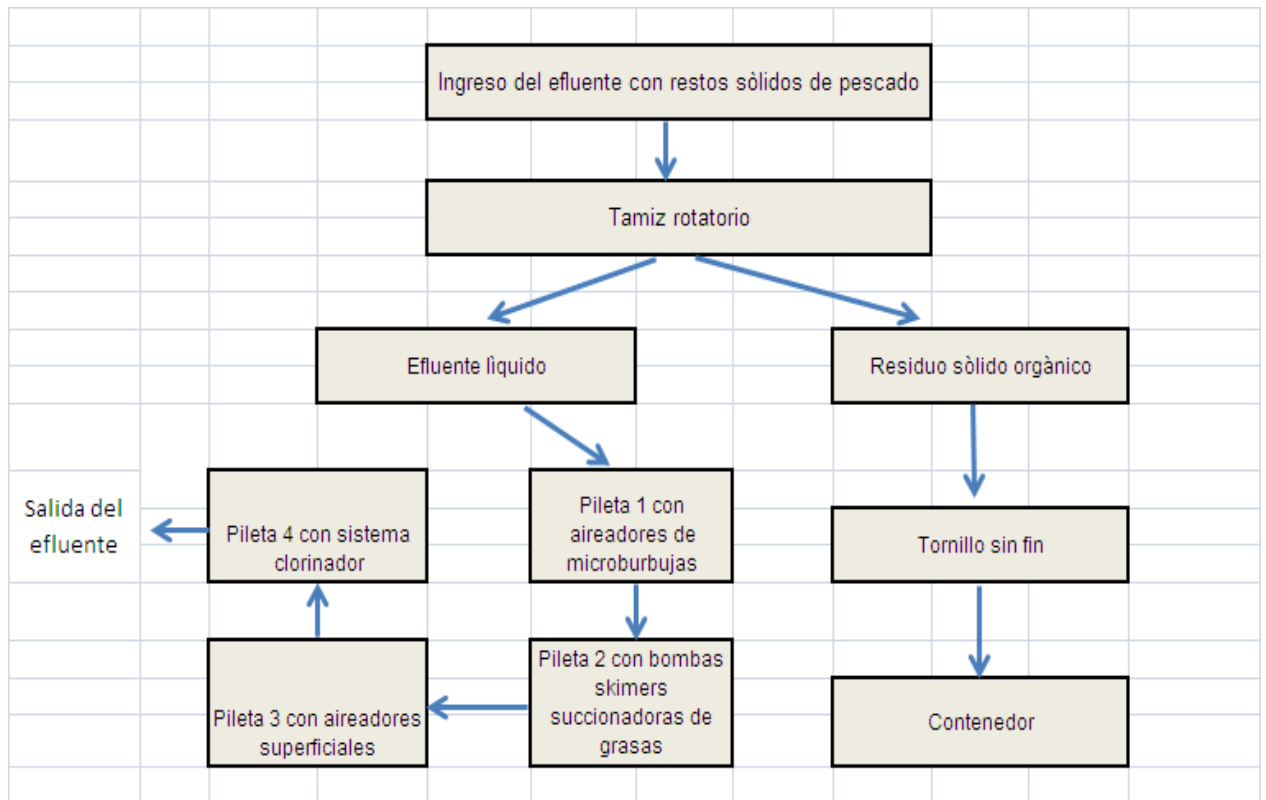 Ingreso del efluente con restos sòlidos de pescado
Tamiz rotatorio
Efluente lìquido
Residuo sòlido orgànico
Salida del
efluente
Pileta 4 con sistema
clorinador
Pileta 1 con
aireadores de
microburbujas
Tornillo sin fin
Pileta 3 con aireadores
superficiales
Pileta 2 con bombas
skimers
succionadoras de
grasas
Contenedor